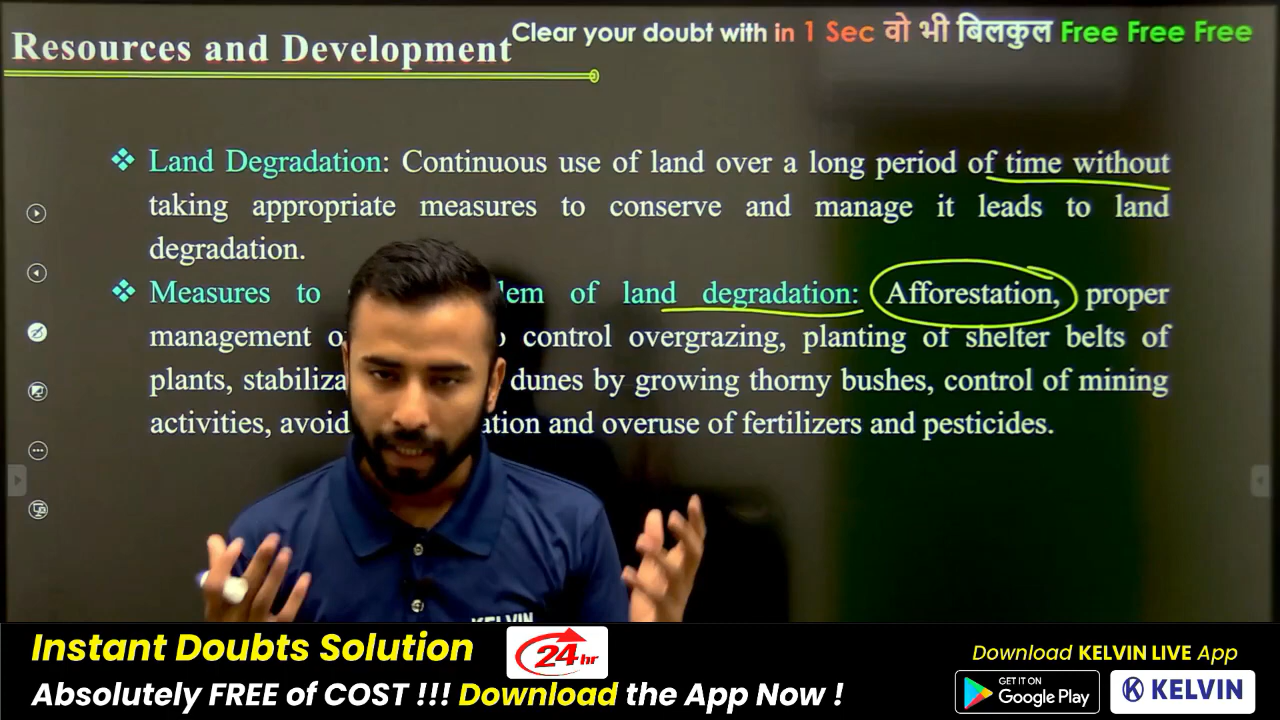 Resources and Development
Clear your doubt with in 1 Sec वो भी बिलकुल Free Free Free
❖ Land Degradation: Continuous use of land over a long period of time without
taking appropriate measures to conserve and manage it leads to land
degradation.
❖ Measures to lem of land degradation: Afforestation, proper
management o control overgrazing, planting of shelter belts of
plants, stabiliza dunes by growing thorny bushes, control of mining
activities, avoid ation and overuse of fertilizers and pesticides.
KELVIN
Instant Doubts Solution
24hr
Download KELVIN LIVE App
Absolutely FREE of COST !!! Download the App Now !
GET IT ON
Google Play
KELVIN